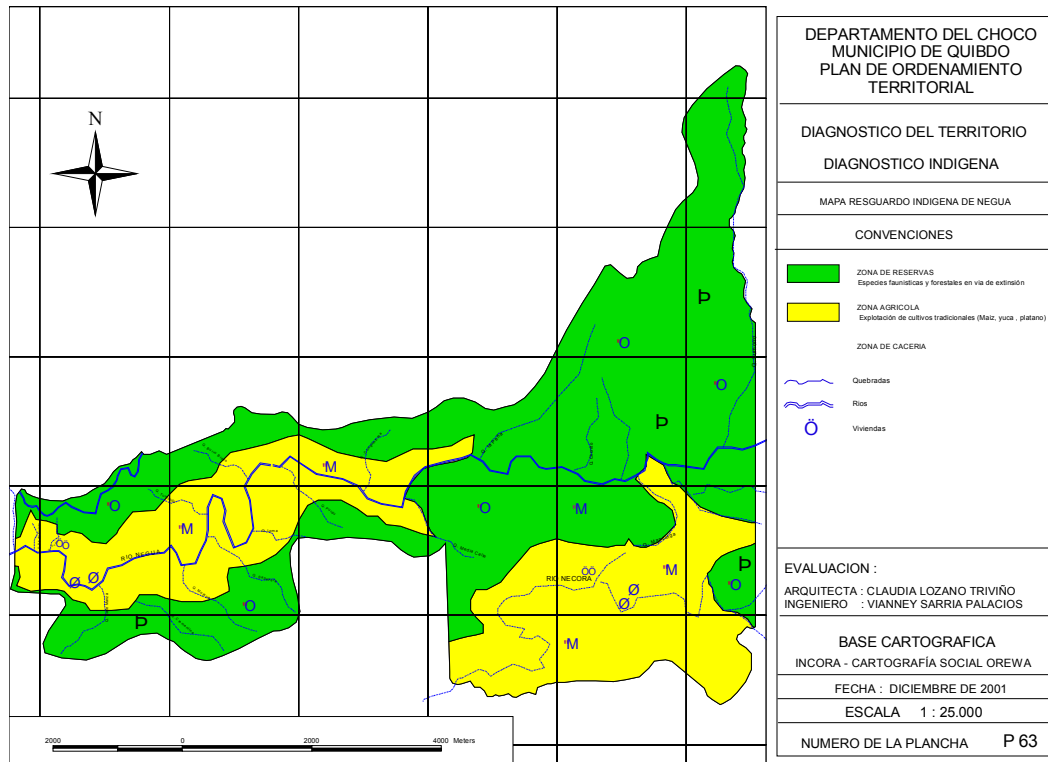 N
Þ
Þ
Þ
Þ
O
O
O
O
O
O
M
M
M
M
M
RIO NEGUA
RIO NECORA
ÖÖ
ÖÖ
Ø
Ø
Ø
Ø
2000 0 2000 4000 Meters
DEPARTAMENTO DEL CHOCO
MUNICIPIO DE QUIBDO
PLAN DE ORDENAMIENTO
TERRITORIAL
DIAGNOSTICO DEL TERRITORIO
DIAGNOSTICO INDIGENA
MAPA RESGUARDO INDIGENA DE NEGUA
CONVENCIONES
ZONA DE RESERVAS
Especies faunisticas y forestales en via de extinsión
ZONA AGRICOLA
Explotación de cultivos tradicionales (Maiz, yuca , platano)
ZONA DE CACERIA
Quebradas
Rios
Ö Viviendas
EVALUACION :
ARQUITECTA : CLAUDIA LOZANO TRIVIÑO
INGENIERO : VIANNEY SARRIA PALACIOS
BASE CARTOGRAFICA
INCORA - CARTOGRAFÍA SOCIAL OREWA
FECHA : DICIEMBRE DE 2001
ESCALA 1 : 25.000
NUMERO DE LA PLANCHA P 63